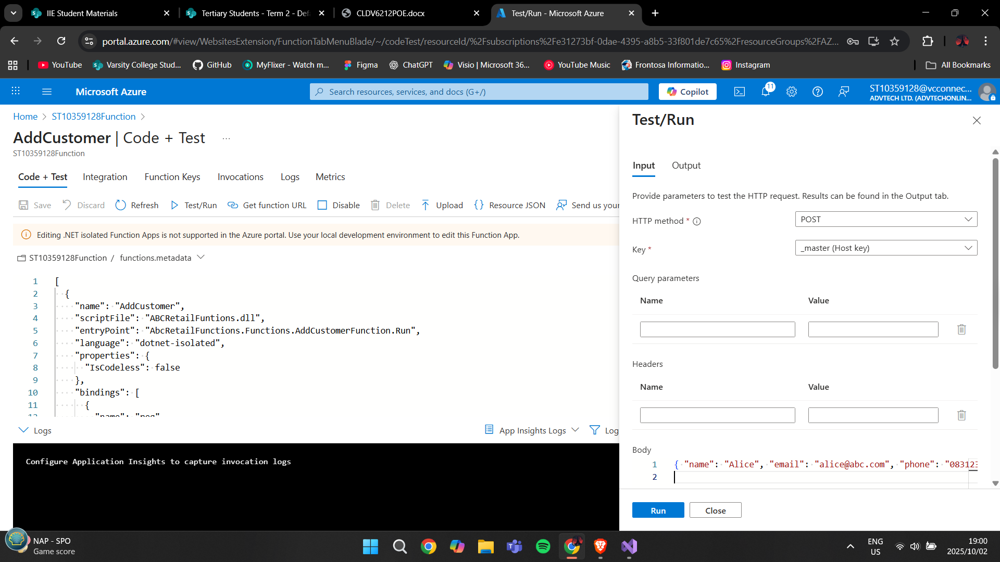 IIE Student Materials
Tertiary Students - Term 2 - Defa
CLDV6212POE.docx
Test/Run - Microsoft Azure
portal.azure.com/#view/WebsitesExtension/FunctionTabMenuBlade/~/codeTest/resourceId/%2Fsubscriptions%2Fe31273bf-0dae-4395-a8b5-33f801de7c65%2FresourceGroups%2FAZ...
YouTube
Varsity College Stud...
GitHub
MyFlixer - Watch m...
Figma
ChatGPT
Visio | Microsoft 36...
YouTube Music
Frontosa Informatio...
Instagram
All Bookmarks
Microsoft Azure
Search resources, services, and docs (G+/)
Copilot
11
ST10359128@vcconnec...
ADVTECH LTD. (ADVTECHONLIN...
Home > ST10359128Function >
AddCustomer | Code + Test ...
ST10359128Function
Code + Test
Integration
Function Keys
Invocations
Logs
Metrics
Save
Discard
Refresh
Test/Run
Get function URL
Disable
Delete
Upload
Resource JSON
Send us your
Editing .NET isolated Function Apps is not supported in the Azure portal. Use your local development environment to edit this Function App.
ST10359128Function / functions.metadata
1 [
2 {
3 "name": "AddCustomer",
4 "scriptFile": "ABCRetailFuntions.dll",
5 "entryPoint": "AbcRetailFunctions.Functions.AddCustomerFunction.Run",
6 "language": "dotnet-isolated",
7 "properties": {
8 "IsCodeless": false
9 },
10 "bindings": [
11 {
12 "name": "req"
Logs
App Insights Logs
Log
Configure Application Insights to capture invocation logs
Test/Run
Input
Output
Provide parameters to test the HTTP request. Results can be found in the Output tab.
HTTP method *
POST
Key *
_master (Host key)
Query parameters
Name Value
Headers
Name Value
Body
1 { "name": "Alice", "email": "alice@abc.com", "phone": "083123
2
Run
Close
NAP - SPO
Game score
ENG
US
19:00
2025/10/02